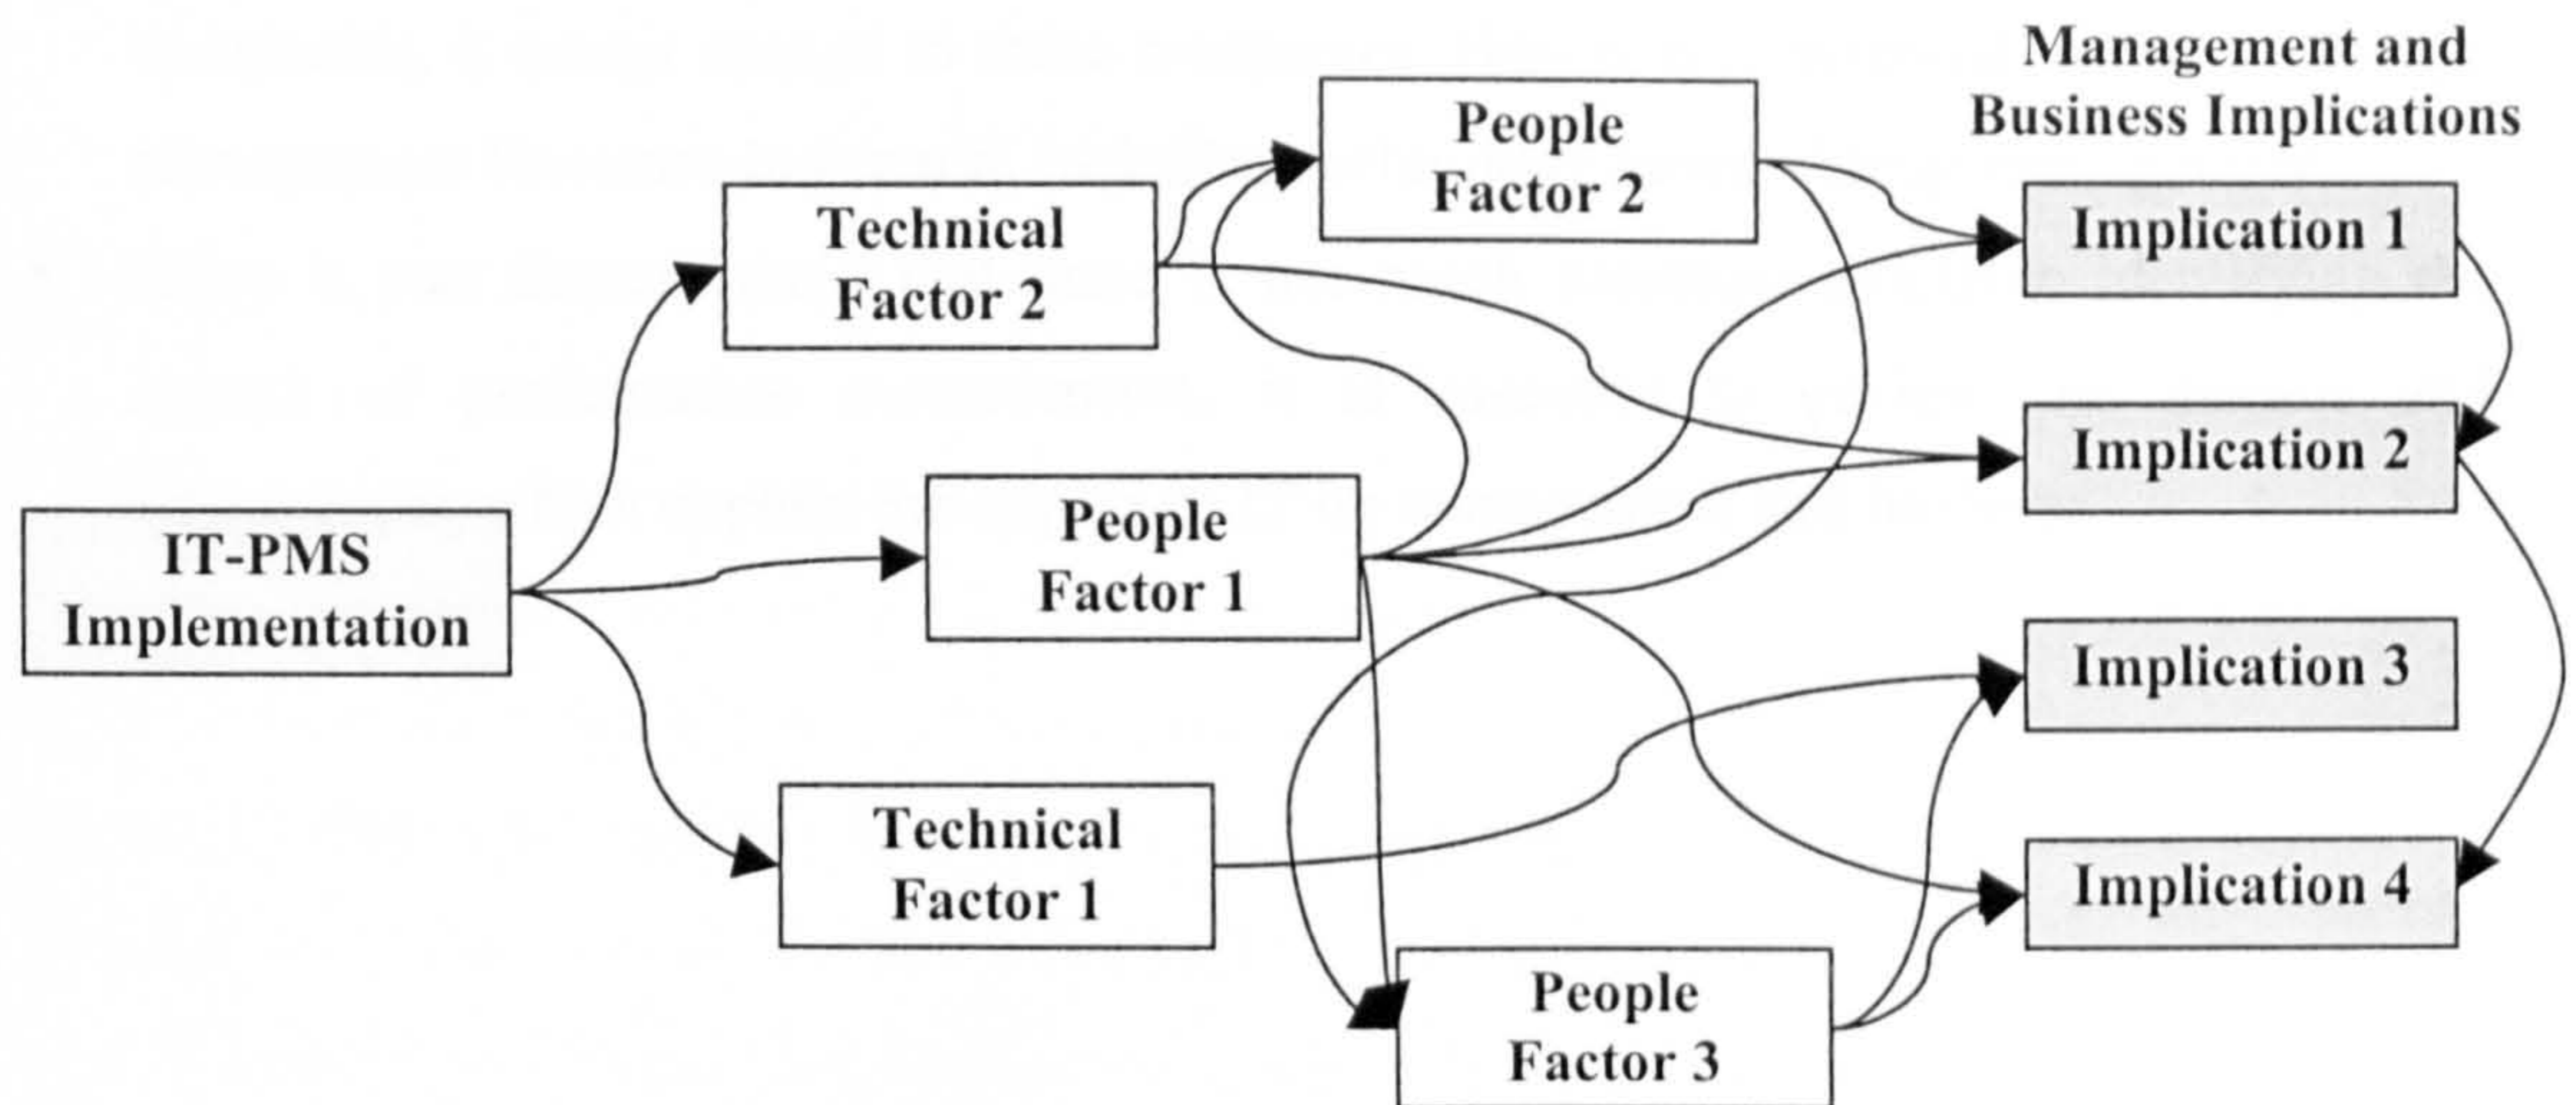 Management and
Business Implications
People
Factor 2
Technical
Factor 2
Implication 1
Implication 2
People
Factor 1
IT-PMS
Implementation
Implication 3
Technical
Factor 1
Implication 4
People
Factor 3